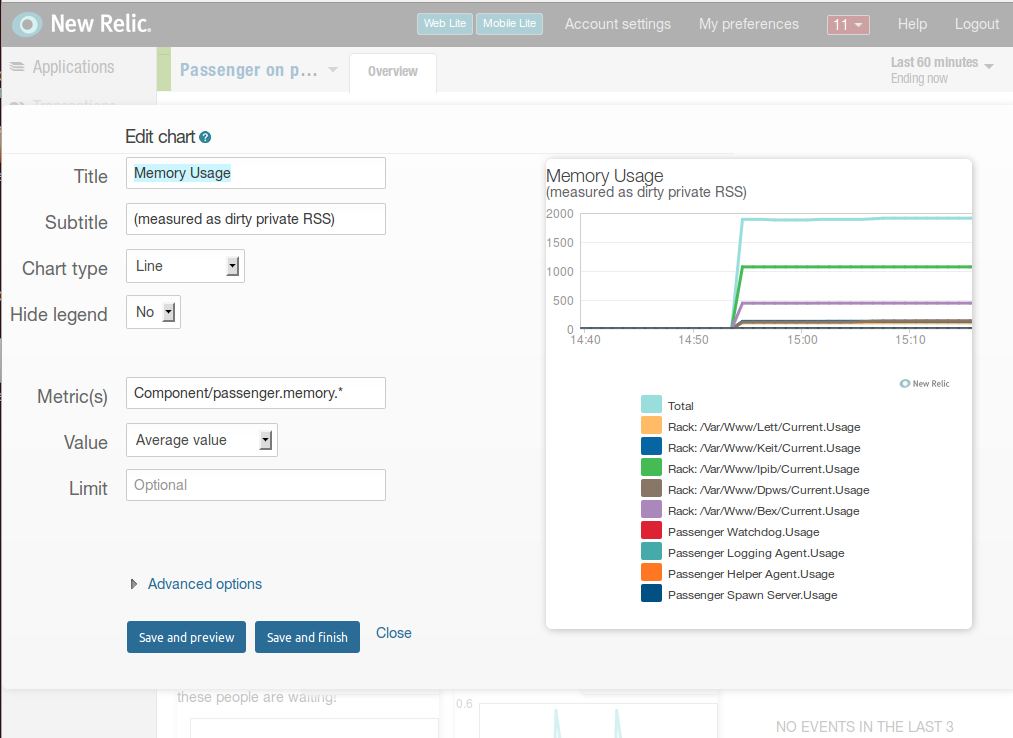 New Relic.
Web Lite Mobile Lite Account settings My preferences 11 Help Logout
Applications
Passenger on p... Overview
Last 60 minutes
Ending now
Transactions
Edit chart ?
Title Memory Usage
Subtitle (measured as dirty private RSS)
Chart type Line
Hide legend No
Metric(s) Component/passenger.memory.*
Value Average value
Limit Optional
Advanced options
Save and preview Save and finish Close
Memory Usage
(measured as dirty private RSS)
2000
1500
1000
500
0
14:40 14:50 15:00 15:10
New Relic
Total
Rack: /Var/Www/Lett/Current.Usage
Rack: /Var/Www/Keit/Current.Usage
Rack: /Var/Www/Ipib/Current.Usage
Rack: /Var/Www/Dpws/Current.Usage
Rack: /Var/Www/Bex/Current.Usage
Passenger Watchdog.Usage
Passenger Logging Agent.Usage
Passenger Helper Agent.Usage
Passenger Spawn Server.Usage
these people are waiting!
0.6
NO EVENTS IN THE LAST 3